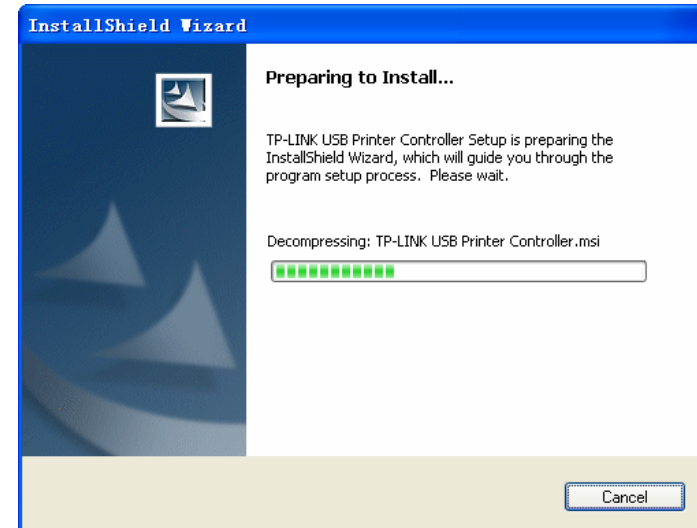 InstallShield Wizard
Preparing to Install...
TP-LINK USB Printer Controller Setup is preparing the
InstallShield Wizard, which will guide you through the
program setup process.  Please wait.
Decompressing: TP-LINK USB Printer Controller.msi
Cancel